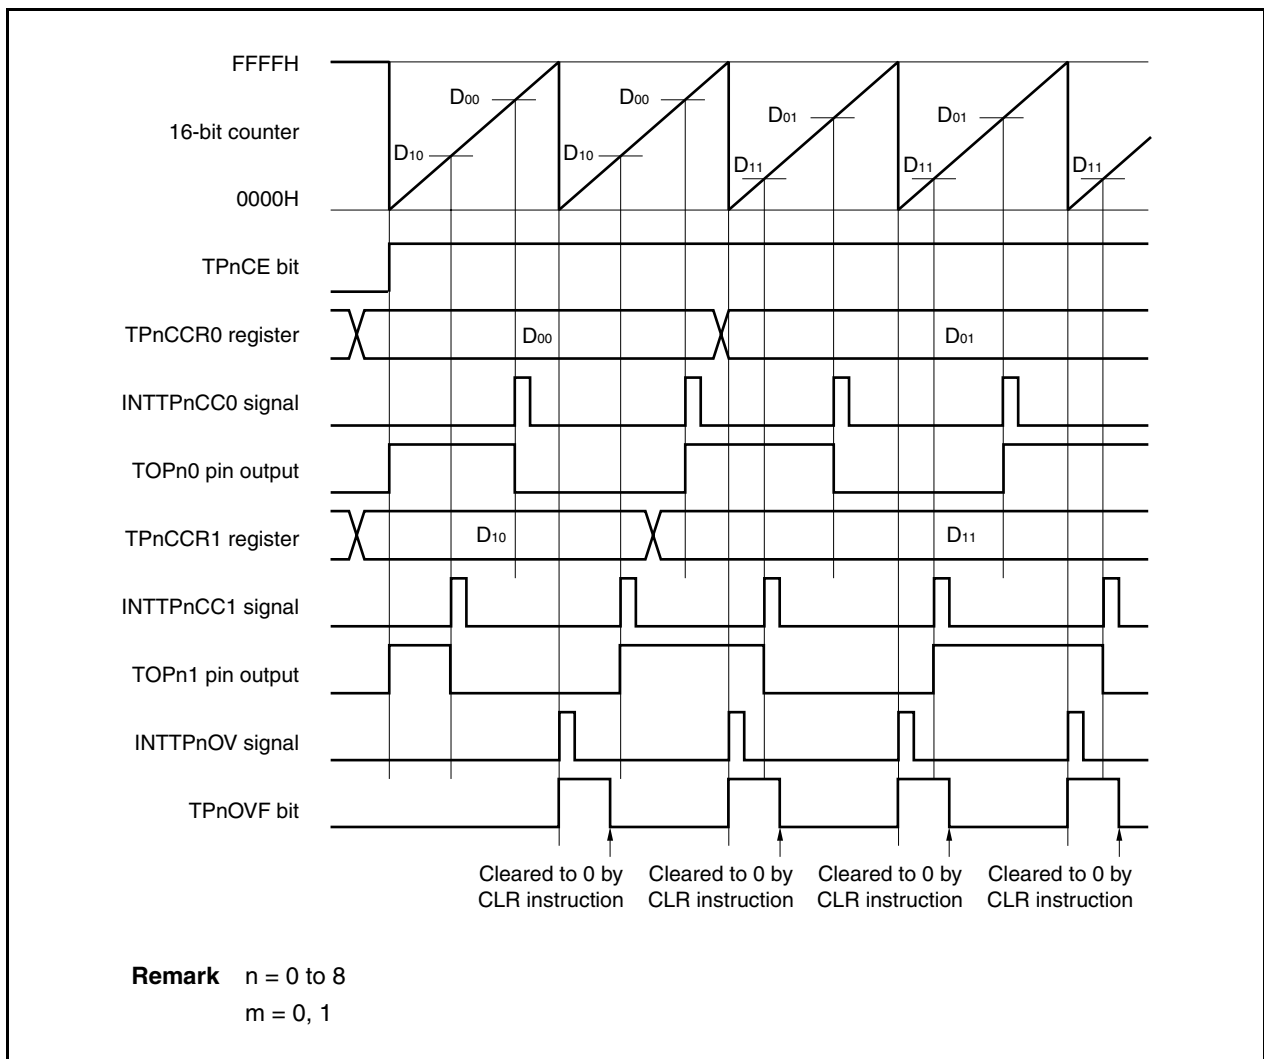 FFFFH
D00
D00
D01
D01
16-bit counter
D10
D10
D11
D11
D11
0000H
TPnCE bit
TPnCCR0 register
D00
D01
INTTPnCC0 signal
TOPn0 pin output
TPnCCR1 register
D10
D11
INTTPnCC1 signal
TOPn1 pin output
INTTPnOV signal
TPnOVF bit
Cleared to 0 by
CLR instruction
Cleared to 0 by
CLR instruction
Cleared to 0 by
CLR instruction
Cleared to 0 by
CLR instruction
Remark n = 0 to 8
m = 0, 1